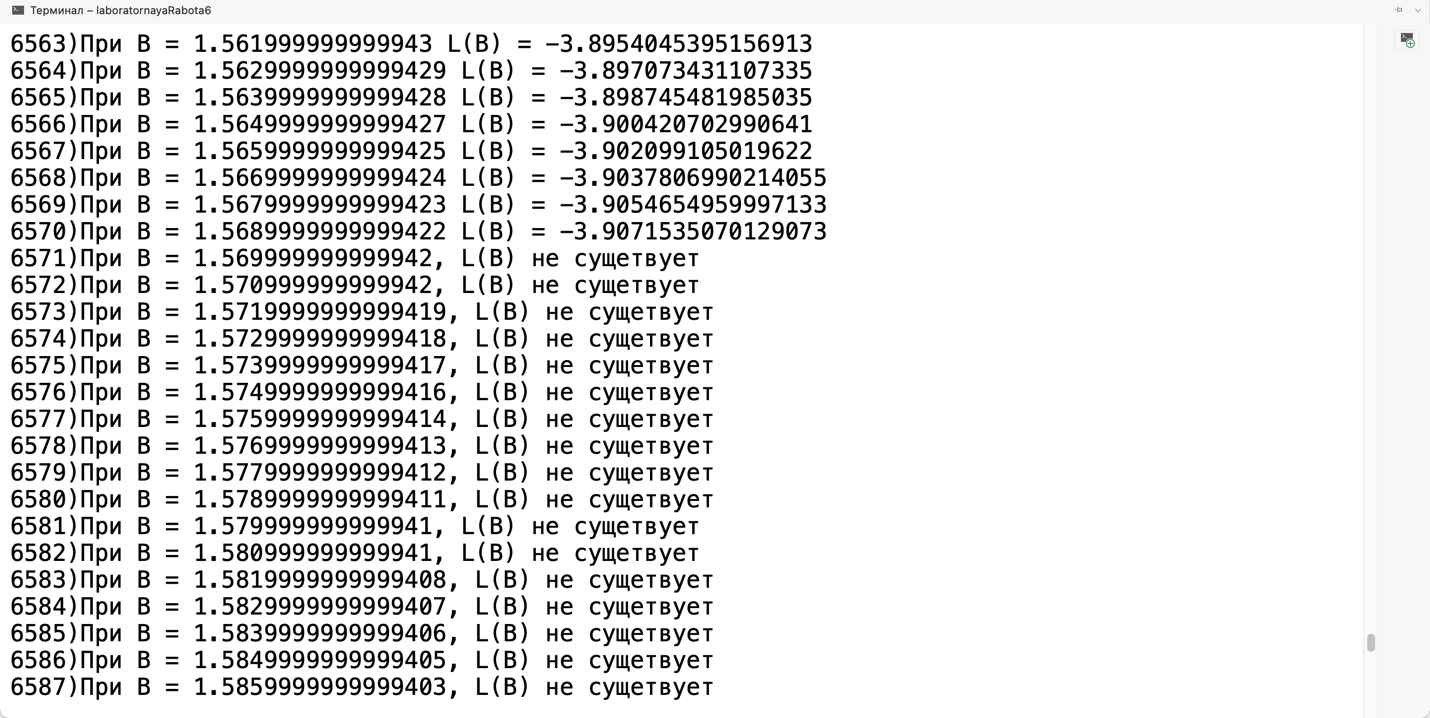 Терминал – laboratornayaRabota6
6563)При B = 1.561999999999943 L(B) = -3.8954045395156913
6564)При B = 1.5629999999999429 L(B) = -3.897073431107335
6565)При B = 1.5639999999999428 L(B) = -3.898745481985035
6566)При B = 1.5649999999999427 L(B) = -3.900420702990641
6567)При B = 1.5659999999999425 L(B) = -3.902099105019622
6568)При B = 1.5669999999999424 L(B) = -3.9037806990214055
6569)При B = 1.5679999999999423 L(B) = -3.9054654959997133
6570)При B = 1.5689999999999422 L(B) = -3.9071535070129073
6571)При B = 1.569999999999942, L(B) не сущетвует
6572)При B = 1.570999999999942, L(B) не сущетвует
6573)При B = 1.5719999999999419, L(B) не сущетвует
6574)При B = 1.5729999999999418, L(B) не сущетвует
6575)При B = 1.5739999999999417, L(B) не сущетвует
6576)При B = 1.5749999999999416, L(B) не сущетвует
6577)При B = 1.5759999999999414, L(B) не сущетвует
6578)При B = 1.5769999999999413, L(B) не сущетвует
6579)При B = 1.5779999999999412, L(B) не сущетвует
6580)При B = 1.5789999999999411, L(B) не сущетвует
6581)При B = 1.579999999999941, L(B) не сущетвует
6582)При B = 1.580999999999941, L(B) не сущетвует
6583)При B = 1.5819999999999408, L(B) не сущетвует
6584)При B = 1.5829999999999407, L(B) не сущетвует
6585)При B = 1.5839999999999406, L(B) не сущетвует
6586)При B = 1.5849999999999405, L(B) не сущетвует
6587)При B = 1.5859999999999403, L(B) не сущетвует